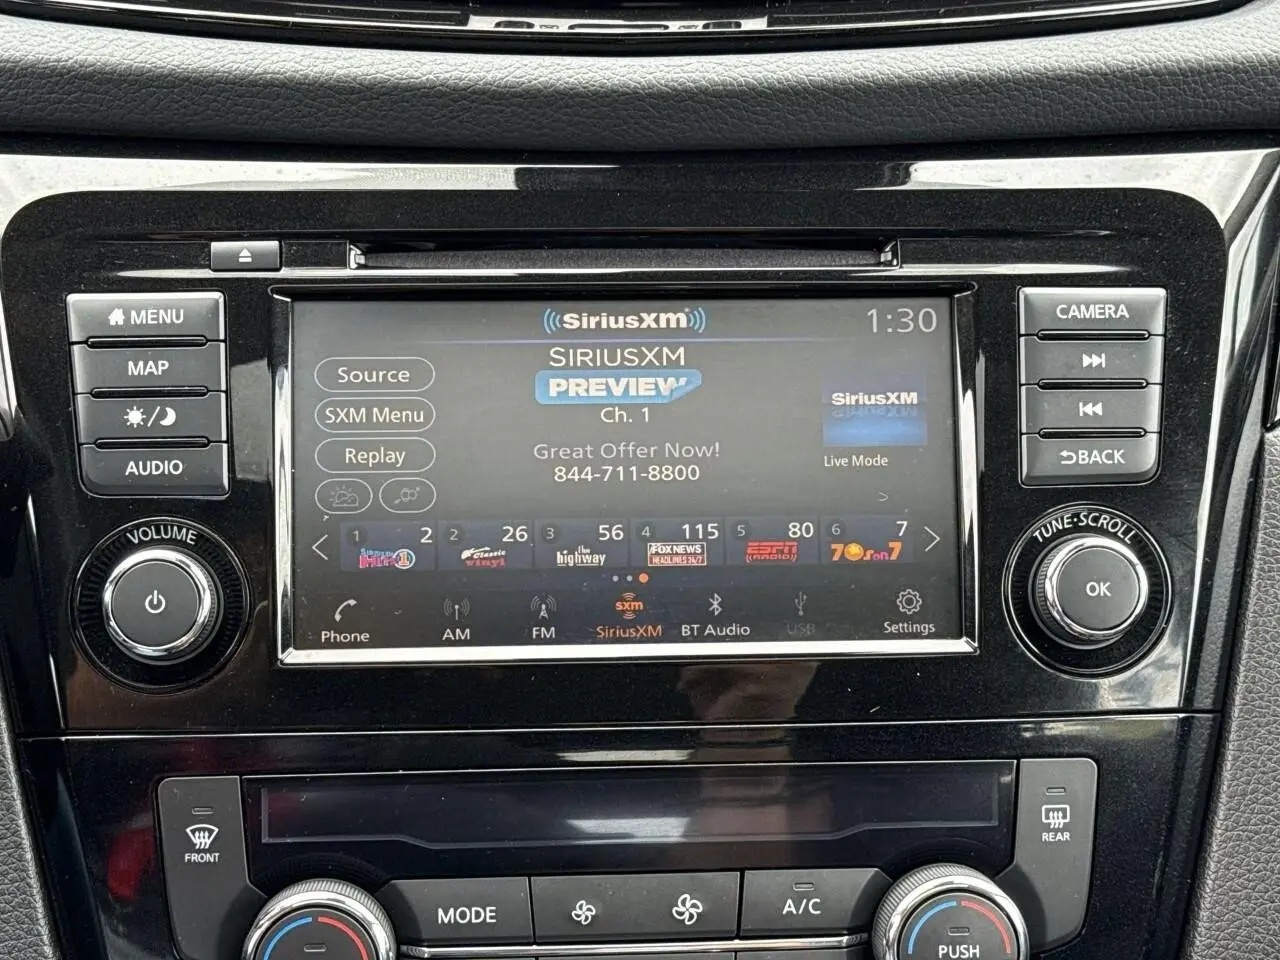 SiriusXM
1:30
MENU
MAP
AUDIO
VOLUME
Source
SXM Menu
Replay
SIRIUSXM
PREVIEW
Ch. 1
Great Offer Now!
844-711-8800
SiriusXM
Live Mode
>
1 2
2 26
Classic
vinyl
3 56
the
highway
4 115
FOX NEWS
HEADLINES 24/7
5 80
ESPN
RADIO
6 7
70s on 7
Phone
AM
FM
sxm
SiriusXM
BT Audio
USB
Settings
CAMERA
BACK
TUNE·SCROLL
OK
FRONT
REAR
MODE
A/C
PUSH